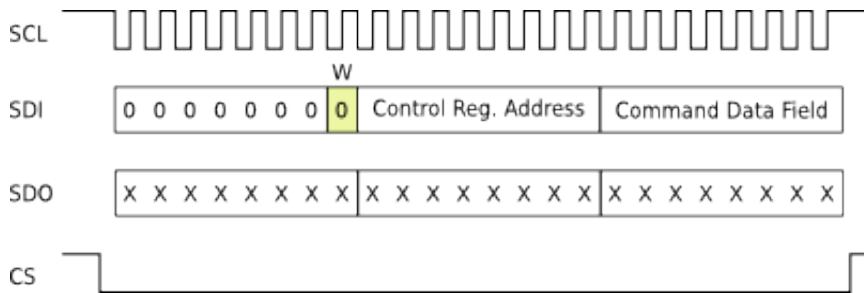 SCL
W
SDI 0 0 0 0 0 0 0 0 Control Reg. Address Command Data Field
SDO X X X X X X X X X X X X X X X X X X X X X X X X
CS